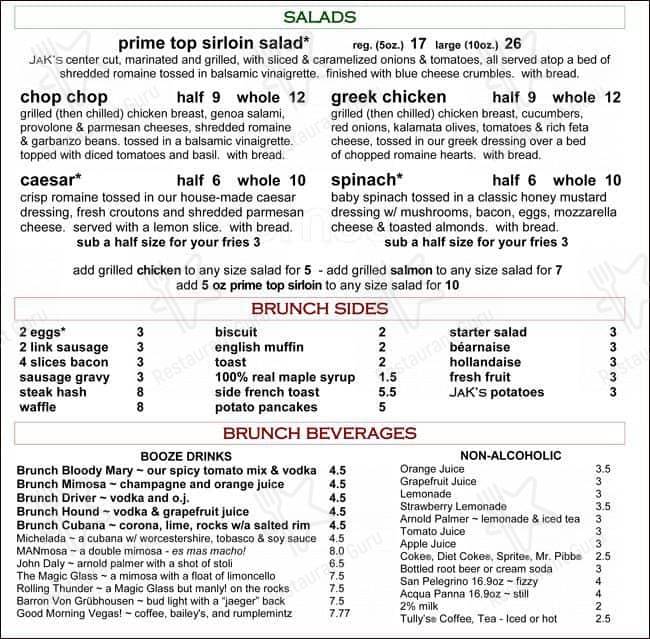 SALADS
prime top sirloin salad* reg. (5oz.) 17 large (10oz.) 26
JAK'S center cut, marinated and grilled, with sliced & caramelized onions & tomatoes, all served atop a bed of
shredded romaine tossed in balsamic vinaigrette. finished with blue cheese crumbles. with bread.
chop chop half 9 whole 12
grilled (then chilled) chicken breast, genoa salami,
provolone & parmesan cheeses, shredded romaine
& garbanzo beans. tossed in a balsamic vinaigrette.
topped with diced tomatoes and basil. with bread.
greek chicken half 9 whole 12
grilled (then chilled) chicken breast, cucumbers,
red onions, kalamata olives, tomatoes & rich feta
cheese, tossed in our greek dressing over a bed
of chopped romaine hearts. with bread.
caesar* half 6 whole 10
crisp romaine tossed in our house-made caesar
dressing, fresh croutons and shredded parmesan
cheese. served with a lemon slice. with bread.
sub a half size for your fries 3
spinach* half 6 whole 10
baby spinach tossed in a classic honey mustard
dressing w/ mushrooms, bacon, eggs, mozzarella
cheese & toasted almonds. with bread.
sub a half size for your fries 3
add grilled chicken to any size salad for 5 - add grilled salmon to any size salad for 7
add 5 oz prime top sirloin to any size salad for 10
BRUNCH SIDES
2 eggs* 3
2 link sausage 3
4 slices bacon 3
sausage gravy 3
steak hash 8
waffle 8
biscuit 2
english muffin 2
toast 2
100% real maple syrup 1.5
side french toast 5.5
potato pancakes 5
starter salad 3
béarnaise 3
hollandaise 3
fresh fruit 3
JAK'S potatoes 3
BRUNCH BEVERAGES
BOOZE DRINKS
Brunch Bloody Mary ~ our spicy tomato mix & vodka 4.5
Brunch Mimosa ~ champagne and orange juice 4.5
Brunch Driver ~ vodka and o.j. 4.5
Brunch Hound ~ vodka & grapefruit juice 4.5
Brunch Cubana ~ corona, lime, rocks w/a salted rim 4.5
Michelada ~ a cubana w/ worcestershire, tobasco & soy sauce 4.5
MANmosa ~ a double mimosa - es mas macho! 8.0
John Daly ~ arnold palmer with a shot of stoli 6.5
The Magic Glass ~ a mimosa with a float of limoncello 7.5
Rolling Thunder ~ a Magic Glass but manly! on the rocks 7.5
Barron Von Grübhousen ~ bud light with a "jaeger" back 7.5
Good Morning Vegas! ~ coffee, bailey's, and rumplemintz 7.77
NON-ALCOHOLIC
Orange Juice 3.5
Grapefruit Juice 3
Lemonade 3
Strawberry Lemonade 3.5
Arnold Palmer ~ lemonade & iced tea 3
Tomato Juice 3
Apple Juice 3
Coke®, Diet Coke®, Sprite®, Mr. Pibb® 2.5
Bottled root beer or cream soda 3
San Pelegrino 16.9oz ~ fizzy 4
Acqua Panna 16.9oz ~ still 4
2% milk 2
Tully's® Coffee, Tea - Iced or hot 2.5
Restaurant Guru
Restaurant Guru
Restaurant Guru
Restaurant Guru